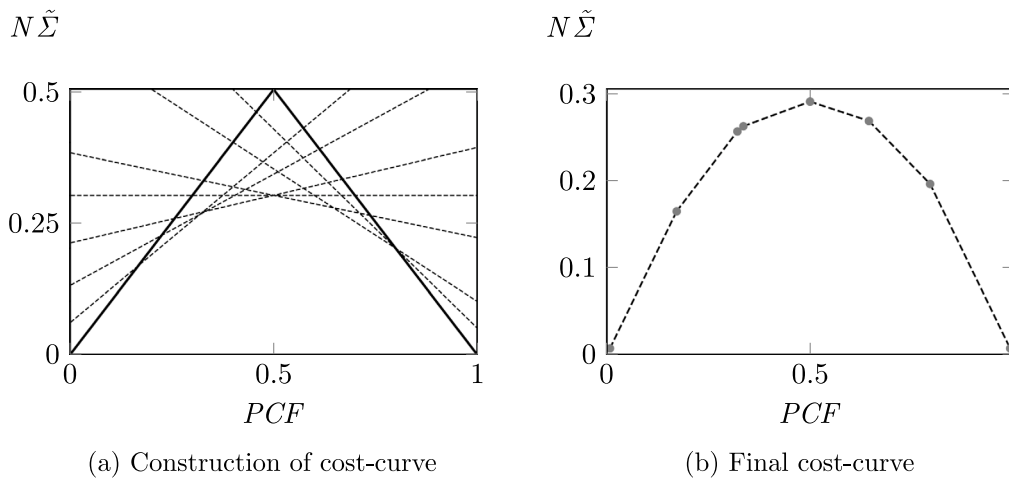 NΣ̃
0.5
0.25
0
0
0.5
1
PCF
(a) Construction of cost-curve
NΣ̃
0.3
0.2
0.1
0
0
0.5
PCF
(b) Final cost-curve